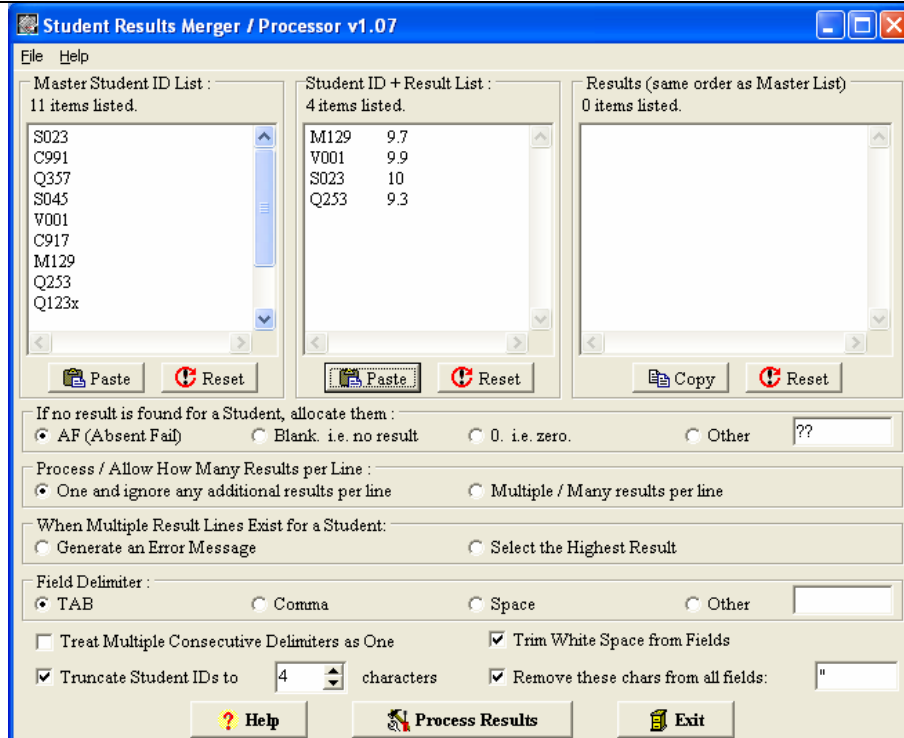 Student Results Merger / Processor v1.07
File Help
Master Student ID List :
11 items listed.
S023
C991
Q357
S045
V001
C917
M129
Q253
Q123x
Paste Reset
Student ID + Result List :
4 items listed.
M129 9.7
V001 9.9
S023 10
Q253 9.3
Paste Reset
Results (same order as Master List)
0 items listed.
Copy Reset
If no result is found for a Student, allocate them :
AF (Absent Fail) Blank. i.e. no result 0. i.e. zero. Other ??
Process / Allow How Many Results per Line :
One and ignore any additional results per line Multiple / Many results per line
When Multiple Result Lines Exist for a Student:
Generate an Error Message Select the Highest Result
Field Delimiter :
TAB Comma Space Other
Treat Multiple Consecutive Delimiters as One Trim White Space from Fields
Truncate Student IDs to 4 characters Remove these chars from all fields: "
Help Process Results Exit